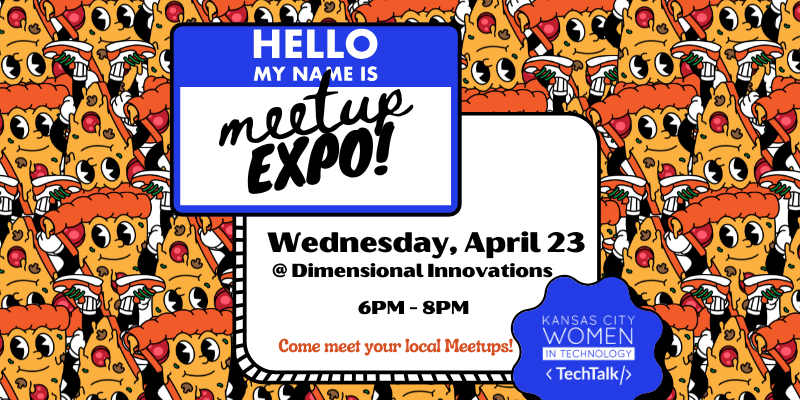 HELLO
MY NAME IS
meetup
EXPO!
Wednesday, April 23
@ Dimensional Innovations
6PM - 8PM
Come meet your local Meetups!
KANSAS CITY
WOMEN
IN TECHNOLOGY
<TechTalk/>